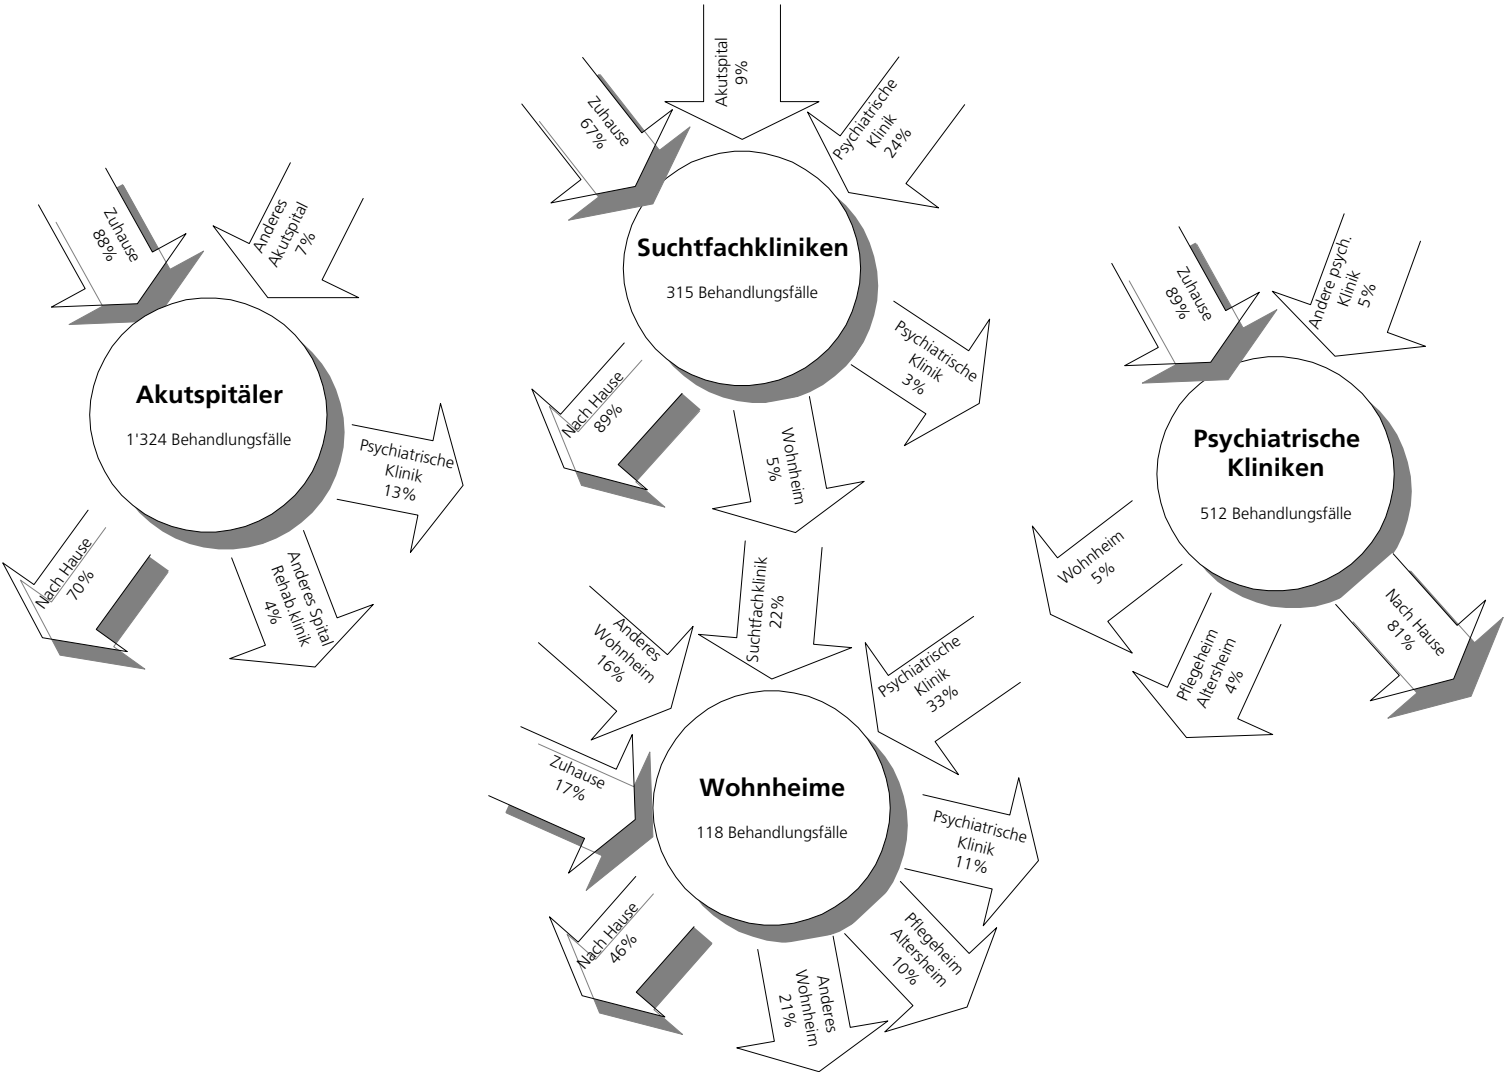 Zuhause
88%
Anderes
Akutspital
7%
Akutspitäler
1'324 Behandlungsfälle
Psychiatrische
Klinik
13%
Nach Hause
70%
Anderes Spital
Rehab.klinik
4%
Zuhause
67%
Akutspital
9%
Psychiatrische
Klinik
24%
Suchtfachkliniken
315 Behandlungsfälle
Psychiatrische
Klinik
3%
Nach Hause
89%
Wohnheim
5%
Zuhause
89%
Andere psych.
Klinik
5%
Psychiatrische
Kliniken
512 Behandlungsfälle
Wohnheim
5%
Pflegeheim
Altersheim
4%
Nach Hause
81%
Anderes
Wohnheim
16%
Suchtfachklinik
22%
Psychiatrische
Klinik
33%
Zuhause
17%
Wohnheime
118 Behandlungsfälle
Psychiatrische
Klinik
11%
Pflegeheim
Altersheim
10%
Nach Hause
46%
Anderes
Wohnheim
21%